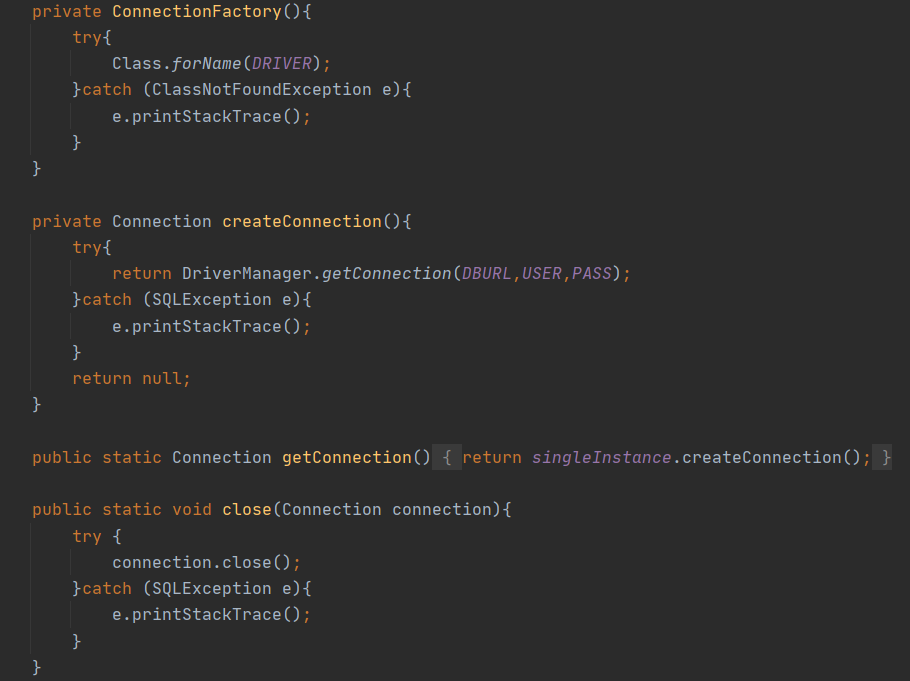 private ConnectionFactory(){
try{
Class.forName(DRIVER);
}catch (ClassNotFoundException e){
e.printStackTrace();
}
}
private Connection createConnection(){
try{
return DriverManager.getConnection(DBURL,USER,PASS);
}catch (SQLException e){
e.printStackTrace();
}
return null;
}
public static Connection getConnection() { return singleInstance.createConnection(); }
public static void close(Connection connection){
try {
connection.close();
}catch (SQLException e){
e.printStackTrace();
}
}